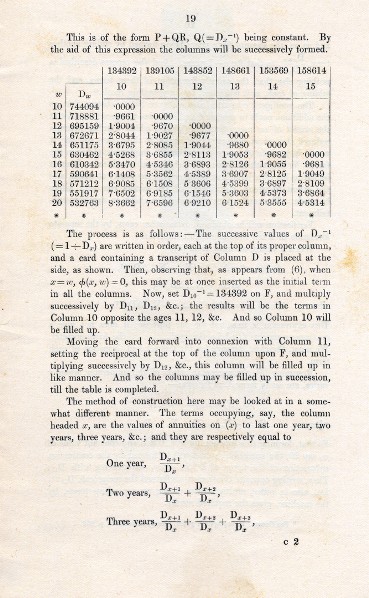 19
This is of the form P+QR, Q(=Dₓ⁻¹) being constant. By
the aid of this expression the columns will be successively formed.
134392 139105 143852 148661 153569 158614
w D_w 10 11 12 13 14 15
10 744094 ·0000
11 718881 ·9661 ·0000
12 695159 1·9004 ·9670 ·0000
13 672671 2·8044 1·9027 ·9677 ·0000
14 651175 3·6795 2·8085 1·9044 ·9680 ·0000
15 630462 4·5268 3·6855 2·8113 1·9053 ·9682 ·0000
16 610342 5·3470 4·5346 3·6893 2·8126 1·9055 ·9681
17 590641 6·1408 5·3562 4·5389 3·6907 2·8125 1·9049
18 571212 6·9085 6·1508 5·3606 4·5399 3·6897 2·8109
19 551917 7·6502 6·9185 6·1546 5·3603 4·5373 3·6864
20 532763 8·3662 7·6596 6·9210 6·1524 5·3555 4·5314
* * * * * * * *
The process is as follows:—The successive values of Dₓ⁻¹
(=1÷Dₓ) are written in order, each at the top of its proper column,
and a card containing a transcript of Column D is placed at the
side, as shown. Then, observing that, as appears from (6), when
x=w, ϕ(x, w)=0, this may be at once inserted as the initial term
in all the columns. Now, set D₁₀⁻¹=134392 on F, and multiply
successively by D₁₁, D₁₂, &c.; the results will be the terms in
Column 10 opposite the ages 11, 12, &c. And so Column 10 will
be filled up.
Moving the card forward into connexion with Column 11,
setting the reciprocal at the top of the column upon F, and mul-
tiplying successively by D₁₂, &c., this column will be filled up in
like manner. And so the columns may be filled up in succession,
till the table is completed.
The method of construction here may be looked at in a some-
what different manner. The terms occupying, say, the column
headed x, are the values of annuities on (x) to last one year, two
years, three years, &c.; and they are respectively equal to
One year, Dₓ₊₁/Dₓ,
Two years, Dₓ₊₁/Dₓ + Dₓ₊₂/Dₓ,
Three years, Dₓ₊₁/Dₓ + Dₓ₊₂/Dₓ + Dₓ₊₃/Dₓ,
c 2